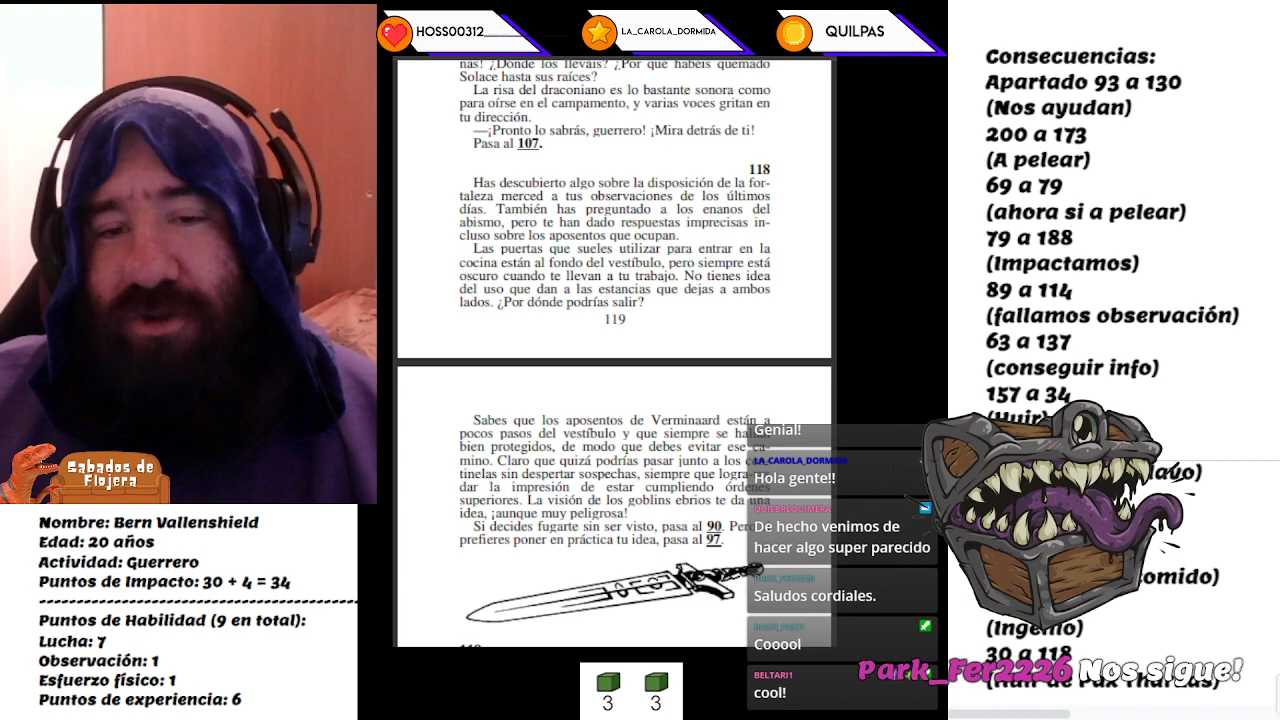 HOSS00312
LA_CAROLA_DORMIDA
QUILPAS
nas! ¿Dónde los lleváis? ¿Por qué habéis quemado
Solace hasta sus raíces?
La risa del draconiano es lo bastante sonora como
para oírse en el campamento, y varias voces gritan en
tu dirección.
—¡Pronto lo sabrás, guerrero! ¡Mira detrás de ti!
Pasa al 107.
118
Has descubierto algo sobre la disposición de la for-
taleza merced a tus observaciones de los últimos
días. También has preguntado a los enanos del
abismo, pero te han dado respuestas imprecisas in-
cluso sobre los aposentos que ocupan.
Las puertas que sueles utilizar para entrar en la
cocina están al fondo del vestíbulo, pero siempre está
oscuro cuando te llevan a tu trabajo. No tienes idea
del uso que dan a las estancias que dejas a ambos
lados. ¿Por dónde podrías salir?
119
Sabes que los aposentos de Verminaard están a
pocos pasos del vestíbulo y que siempre se
bien protegidos, de modo que debes evitar ese ca-
mino. Claro que quizá podrías pasar junto a los
tinelas sin despertar sospechas, siempre que
dar la impresión de estar cumpliendo órdenes
superiores. La visión de los goblins ebrios te da una
idea, ¡aunque muy peligrosa!
Si decides fugarte sin ser visto, pasa al 90. Pero
prefieres poner en práctica tu idea, pasa al 97.
Genial!
LA_CAROLA_DORMIDA
Hola gente!!
QUIEBREQUIMERA
De hecho venimos de
hacer algo super parecido
Saludos cordiales.
Cooool
BELTARI1
cool!
3
3
Consecuencias:
Apartado 93 a 130
(Nos ayudan)
200 a 173
(A pelear)
69 a 79
(ahora si a pelear)
79 a 188
(Impactamos)
89 a 114
(fallamos observación)
63 a 137
(conseguir info)
157 a 34
(Huir)
(Ingenio)
30 a 118
(Huir de Pax Tharkas)
Park_Fer2226 Nos sigue!
Sabados de
Flojera
Nombre: Bern Vallenshield
Edad: 20 años
Actividad: Guerrero
Puntos de Impacto: 30 + 4 = 34
Puntos de Habilidad (9 en total):
Lucha: 7
Observación: 1
Esfuerzo físico: 1
Puntos de experiencia: 6